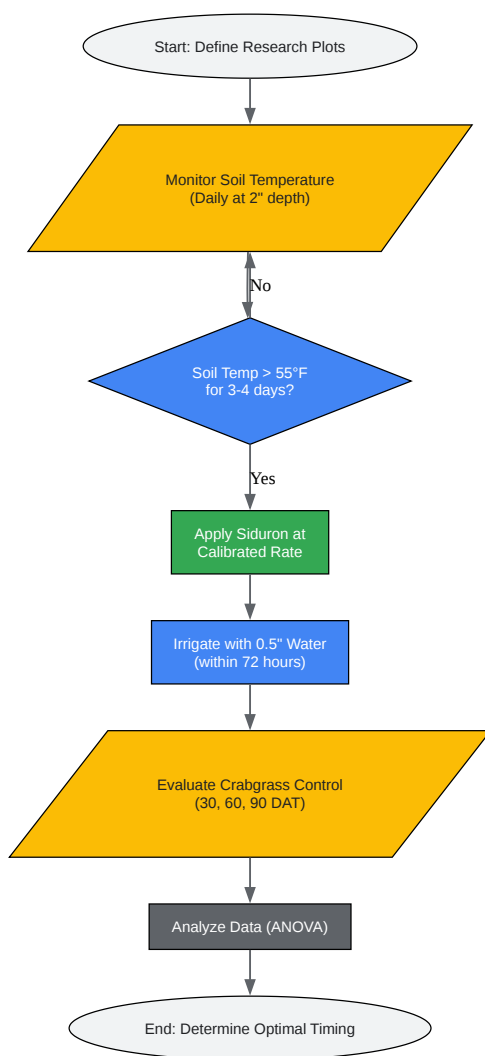 Start: Define Research Plots
Monitor Soil Temperature
(Daily at 2" depth)
No
Soil Temp > 55°F
for 3-4 days?
Yes
Apply Siduron at
Calibrated Rate
Irrigate with 0.5" Water
(within 72 hours)
Evaluate Crabgrass Control
(30, 60, 90 DAT)
Analyze Data (ANOVA)
End: Determine Optimal Timing